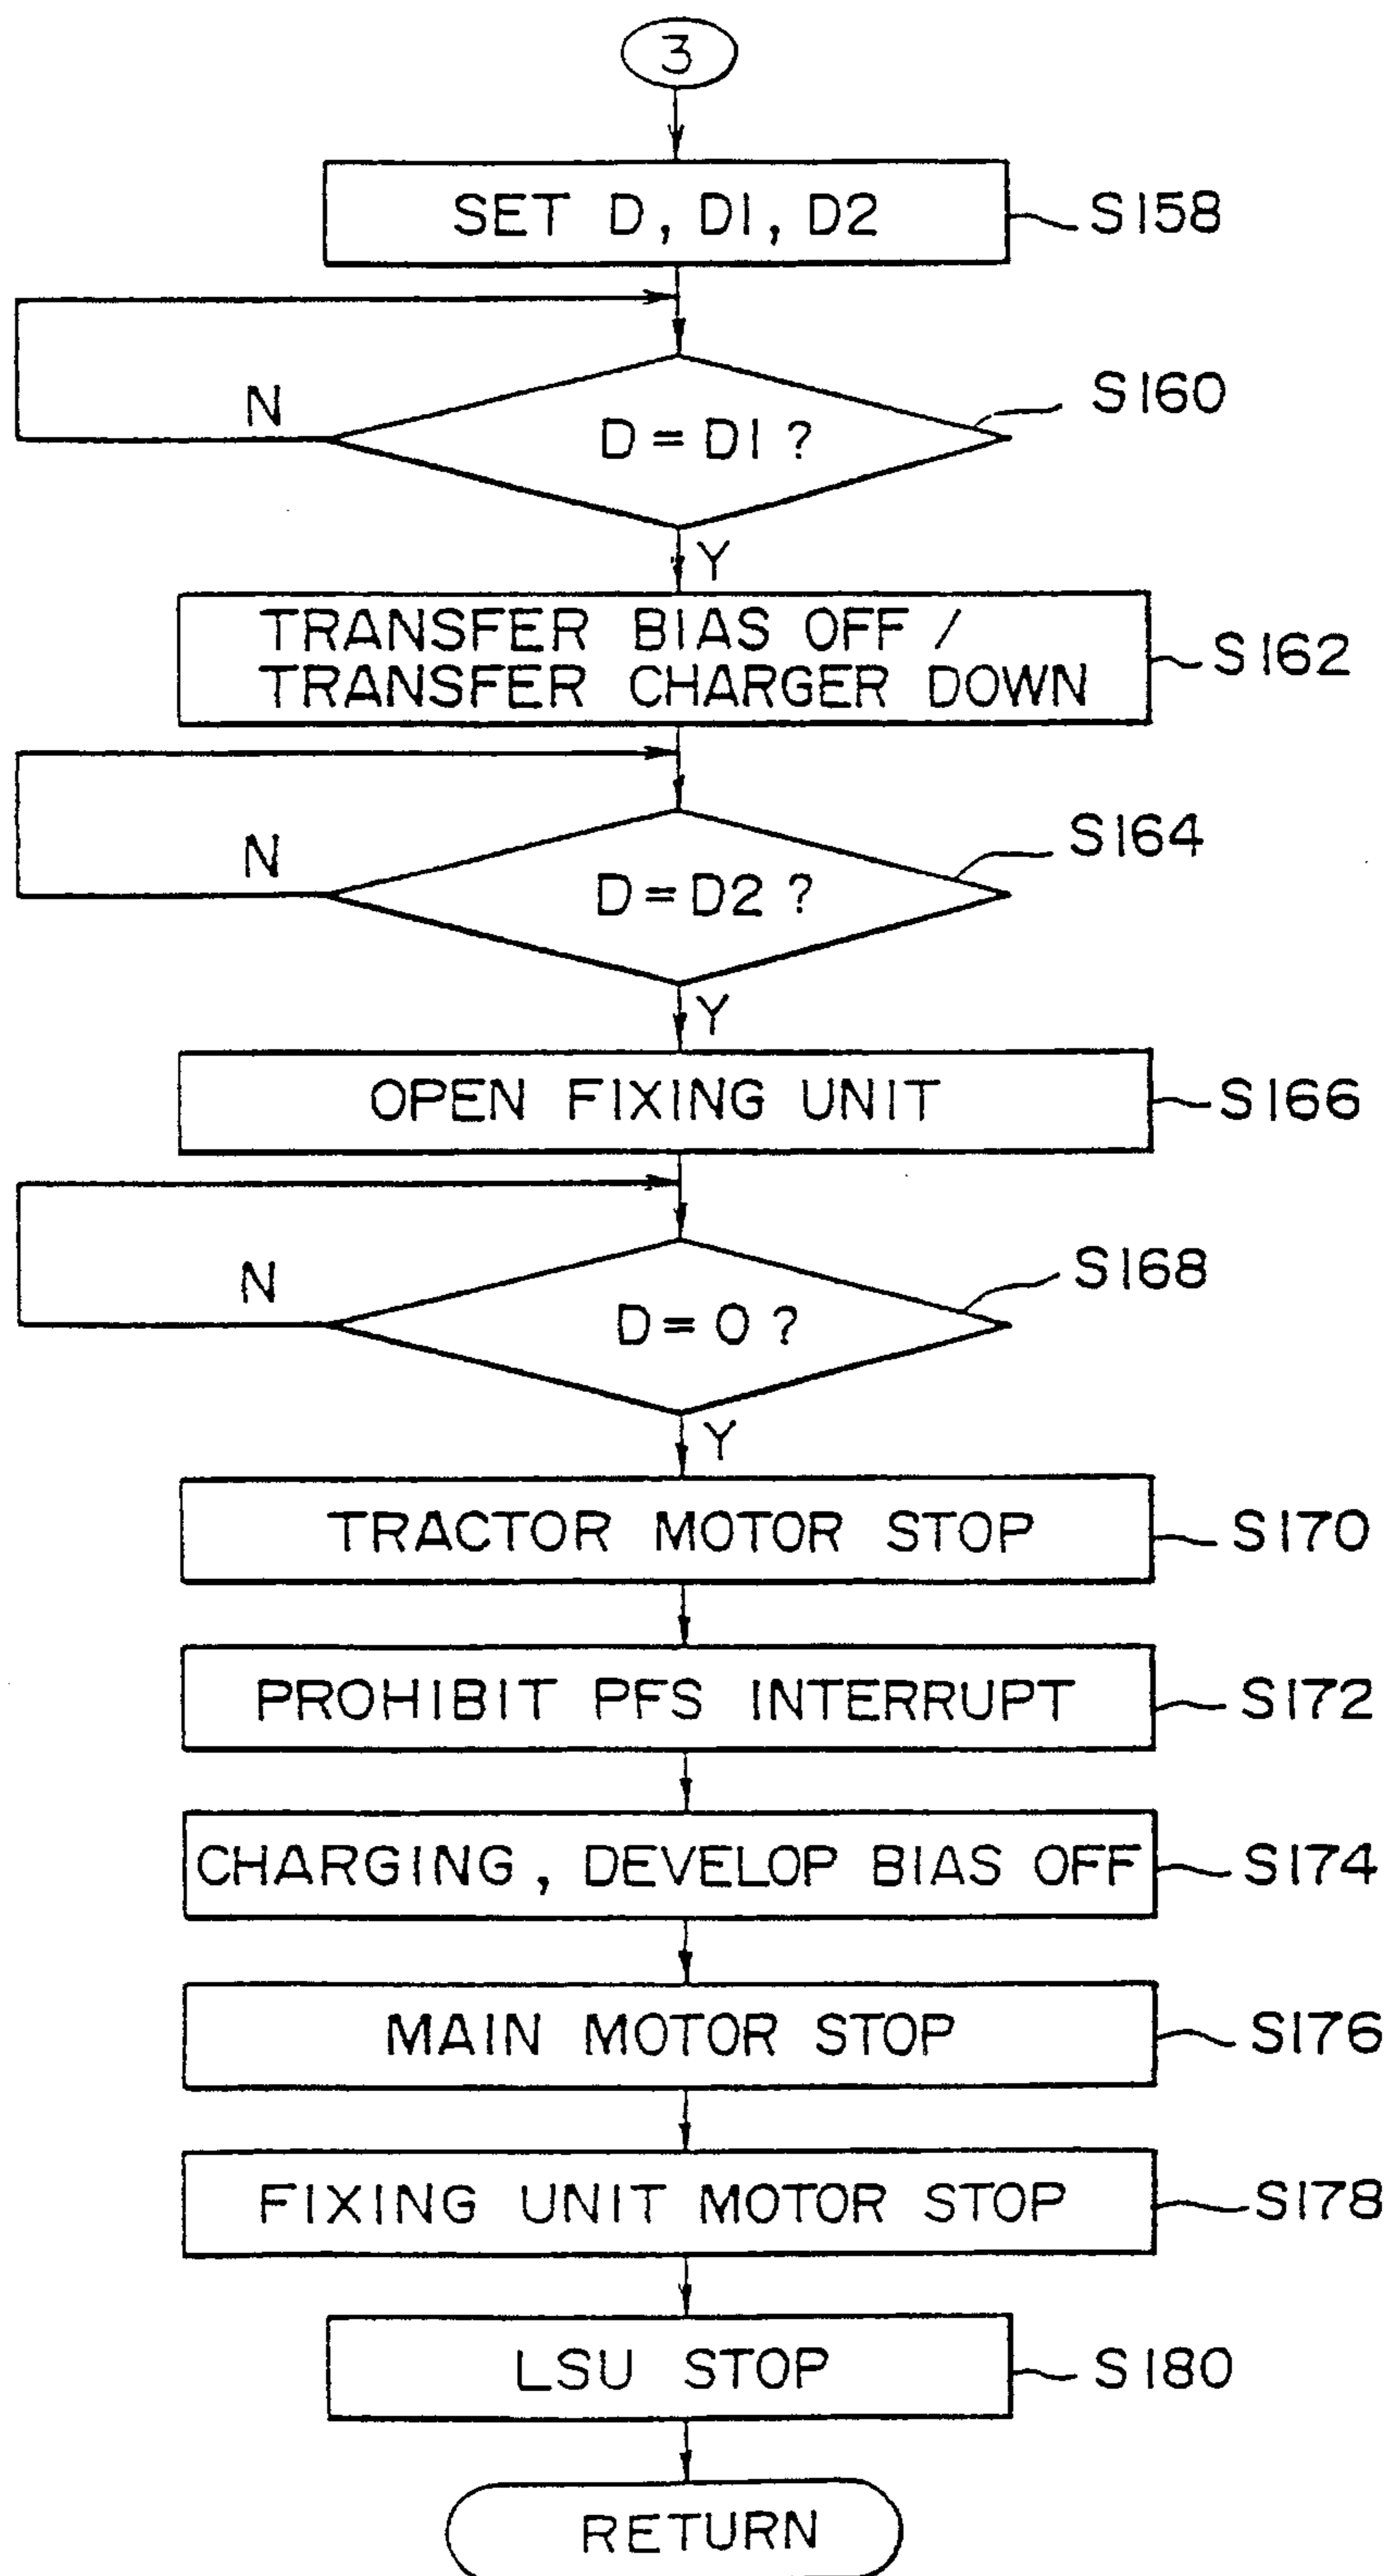 3
SET D, D1, D2
S158
N
D=D1?
S160
Y
TRANSFER BIAS OFF /
TRANSFER CHARGER DOWN
S162
N
D=D2?
S164
Y
OPEN FIXING UNIT
S166
N
D=0?
S168
Y
TRACTOR MOTOR STOP
S170
PROHIBIT PFS INTERRUPT
S172
CHARGING, DEVELOP BIAS OFF
S174
MAIN MOTOR STOP
S176
FIXING UNIT MOTOR STOP
S178
LSU STOP
S180
RETURN